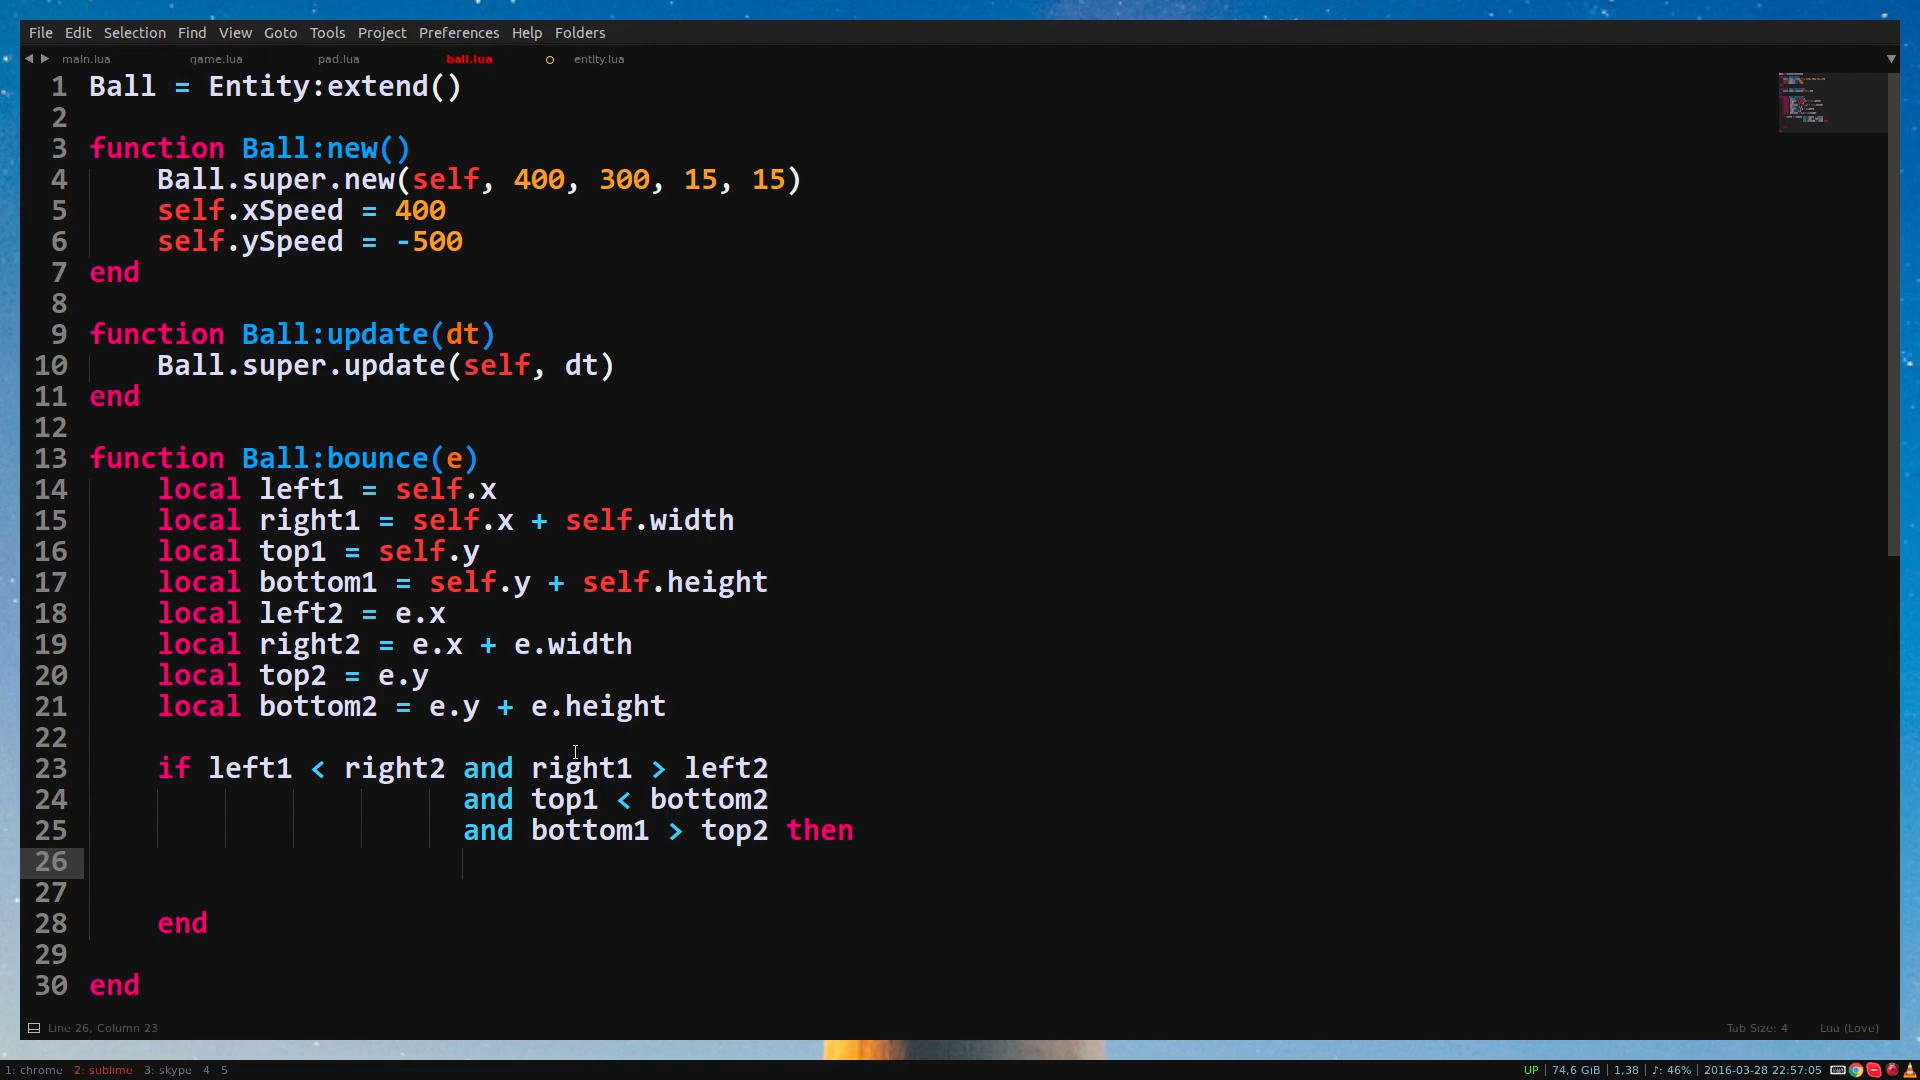 File Edit Selection Find View Goto Tools Project Preferences Help Folders
main.lua game.lua pad.lua ball.lua entity.lua
1 Ball = Entity:extend()
2
3 function Ball:new()
4 Ball.super.new(self, 400, 300, 15, 15)
5 self.xSpeed = 400
6 self.ySpeed = -500
7 end
8
9 function Ball:update(dt)
10 Ball.super.update(self, dt)
11 end
12
13 function Ball:bounce(e)
14 local left1 = self.x
15 local right1 = self.x + self.width
16 local top1 = self.y
17 local bottom1 = self.y + self.height
18 local left2 = e.x
19 local right2 = e.x + e.width
20 local top2 = e.y
21 local bottom2 = e.y + e.height
22
23 if left1 < right2 and right1 > left2
24 and top1 < bottom2
25 and bottom1 > top2 then
26
27
28 end
29
30 end
Line 26, Column 23 Tab Size: 4 Lua (Love)
1: chrome 2: sublime 3: skype 4 5 UP | 74,6 GiB | 1,38 | ♪: 46% | 2016-03-28 22:57:05